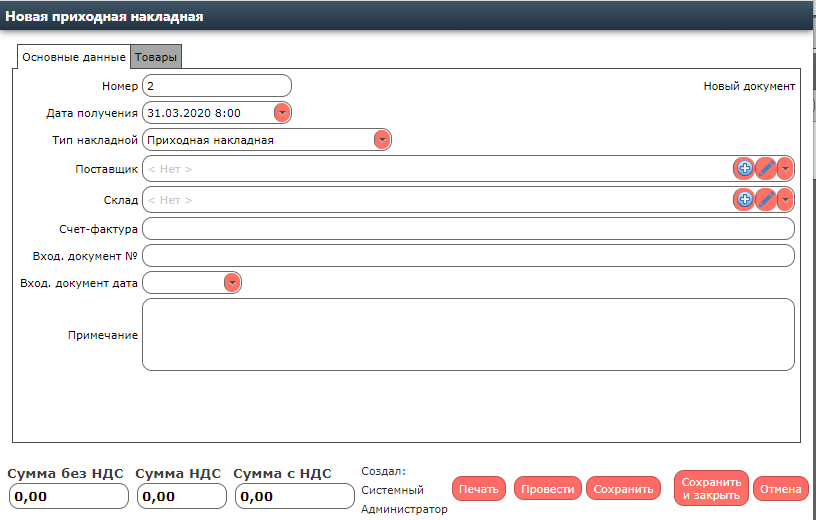 Новая приходная накладная
Основные данные Товары
Номер 2 Новый документ
Дата получения 31.03.2020 8:00
Тип накладной Приходная накладная
Поставщик < Нет >
Склад < Нет >
Счет-фактура
Вход. документ №
Вход. документ дата
Примечание
Сумма без НДС Сумма НДС Сумма с НДС
0,00 0,00 0,00
Создал:
Системный
Администратор
Печать Провести Сохранить
Сохранить
и закрыть
Отмена